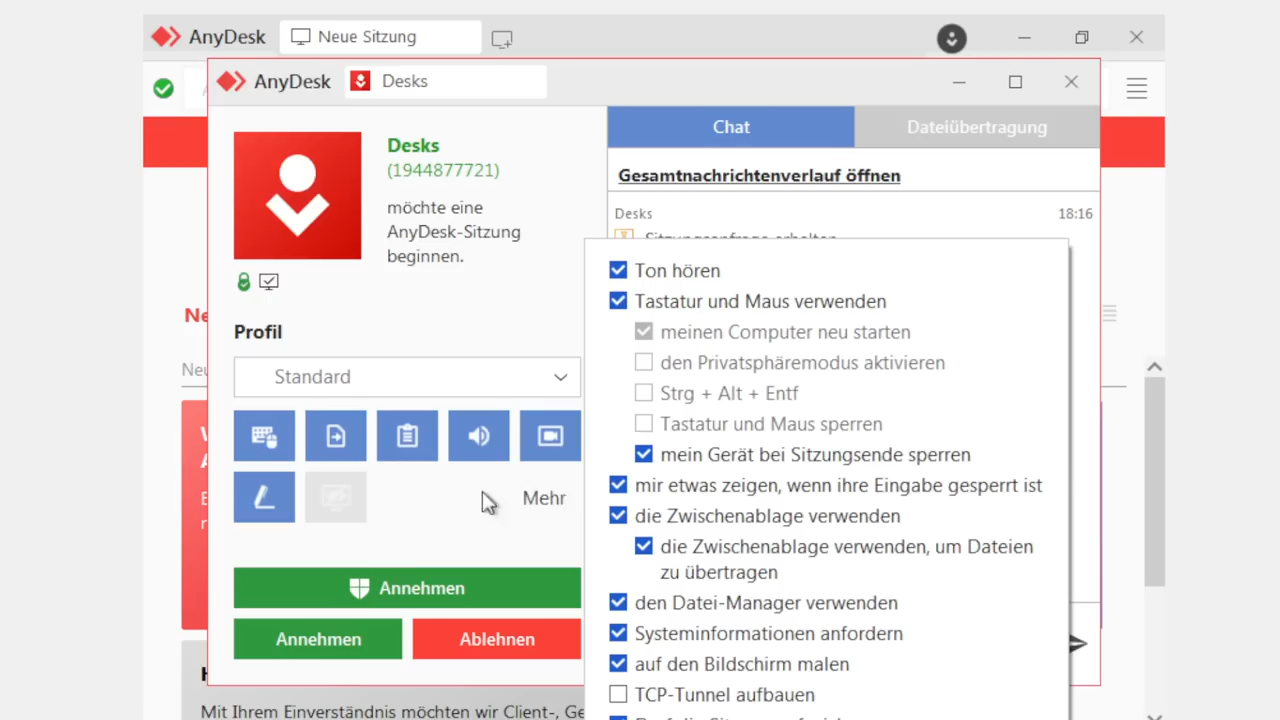 AnyDesk
Neue Sitzung
AnyDesk
Desks
Desks
(1944877721)
möchte eine
AnyDesk-Sitzung
beginnen.
Profil
Standard
Mehr
Annehmen
Annehmen
Ablehnen
Chat
Dateiübertragung
Gesamtnachrichtenverlauf öffnen
Desks
18:16
Ton hören
Tastatur und Maus verwenden
meinen Computer neu starten
den Privatsphäremodus aktivieren
Strg + Alt + Entf
Tastatur und Maus sperren
mein Gerät bei Sitzungsende sperren
mir etwas zeigen, wenn ihre Eingabe gesperrt ist
die Zwischenablage verwenden
die Zwischenablage verwenden, um Dateien
zu übertragen
den Datei-Manager verwenden
Systeminformationen anfordern
auf den Bildschirm malen
TCP-Tunnel aufbauen
Mit Ihrem Einverständnis möchten wir Client-,